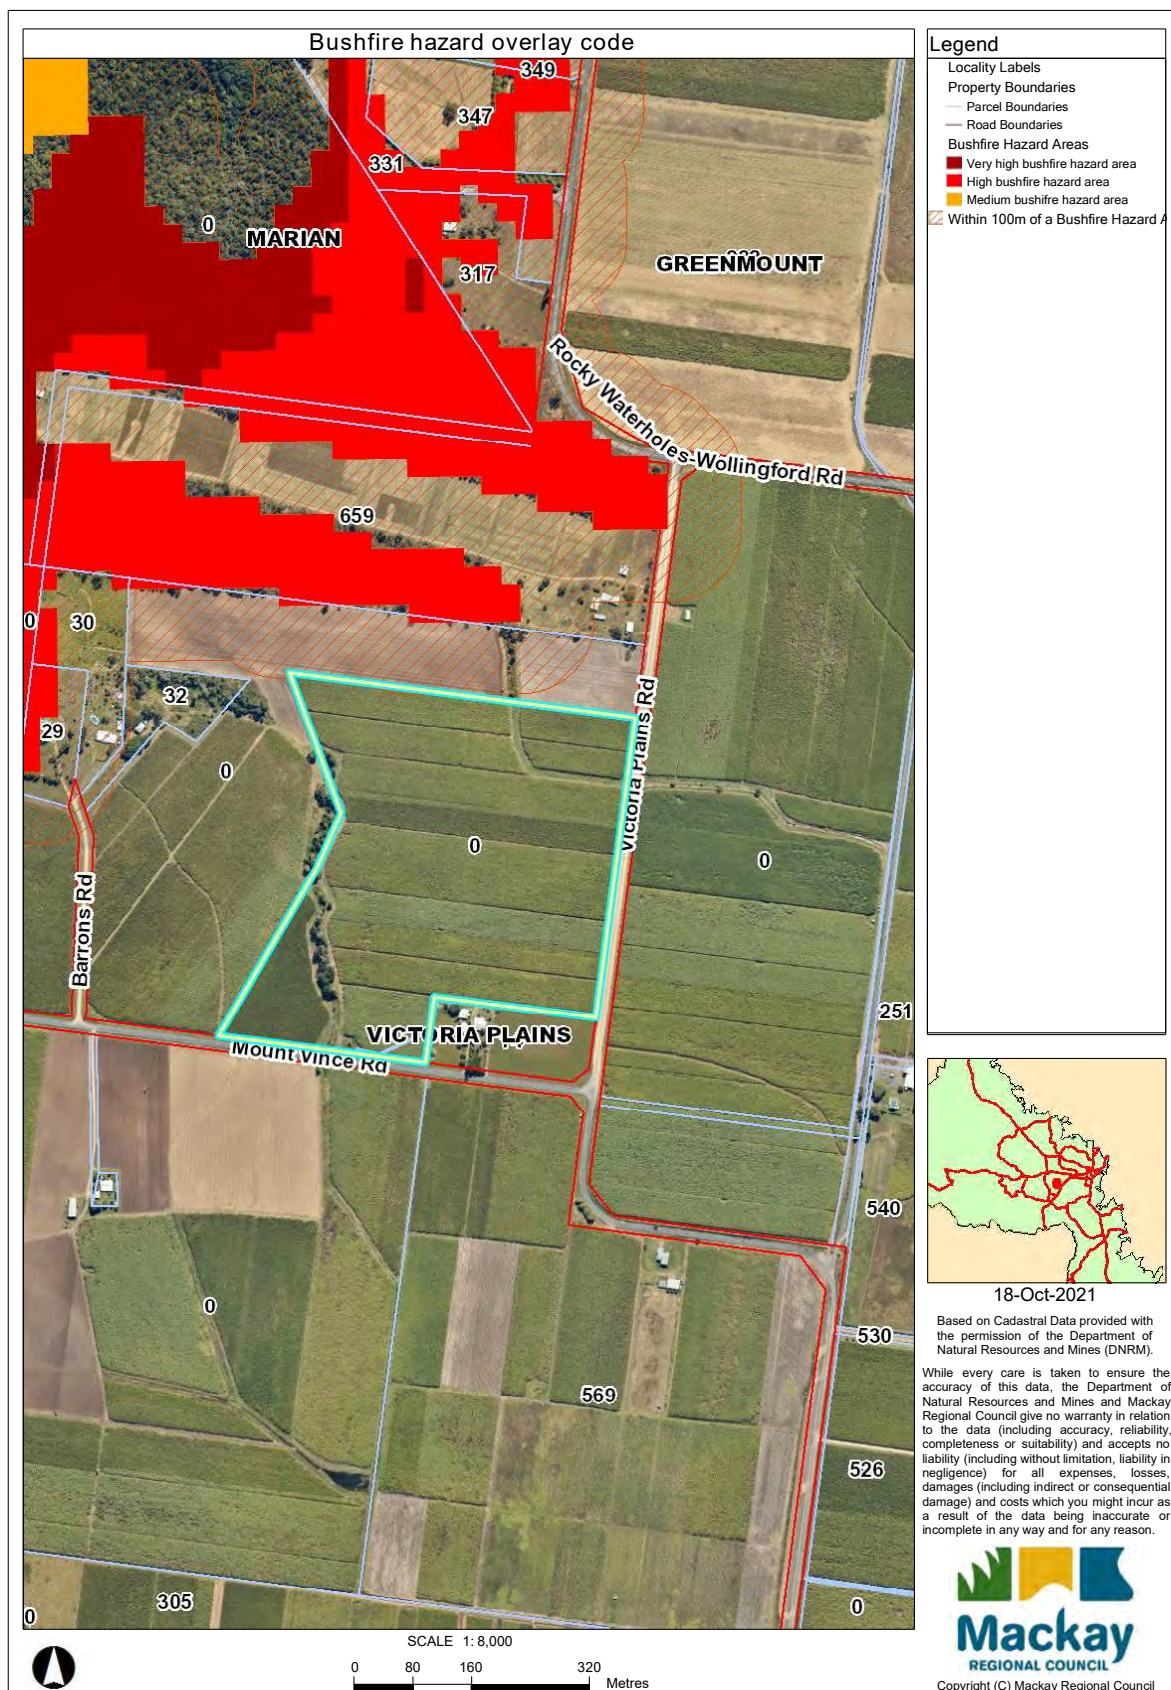 Bushfire hazard overlay code
349
347
331
0
MARIAN
317
GREENMOUNT
Rocky Waterholes-Wollingford Rd
659
0
30
32
29
0
Victoria Plains Rd
0
0
Barrons Rd
251
VICTORIA PLAINS
Mount Vince Rd
540
0
530
569
526
305
0
0
SCALE 1: 8,000
0 80 160 320
Metres
Legend
Locality Labels
Property Boundaries
Parcel Boundaries
Road Boundaries
Bushfire Hazard Areas
Very high bushfire hazard area
High bushfire hazard area
Medium bushifre hazard area
Within 100m of a Bushfire Hazard A
18-Oct-2021
Based on Cadastral Data provided with
the permission of the Department of
Natural Resources and Mines (DNRM).
While every care is taken to ensure the
accuracy of this data, the Department of
Natural Resources and Mines and Mackay
Regional Council give no warranty in relation
to the data (including accuracy, reliability,
completeness or suitability) and accepts no
liability (including without limitation, liability in
negligence) for all expenses, losses,
damages (including indirect or consequential
damage) and costs which you might incur as
a result of the data being inaccurate or
incomplete in any way and for any reason.
Mackay
REGIONAL COUNCIL
Copyright (C) Mackay Regional Council